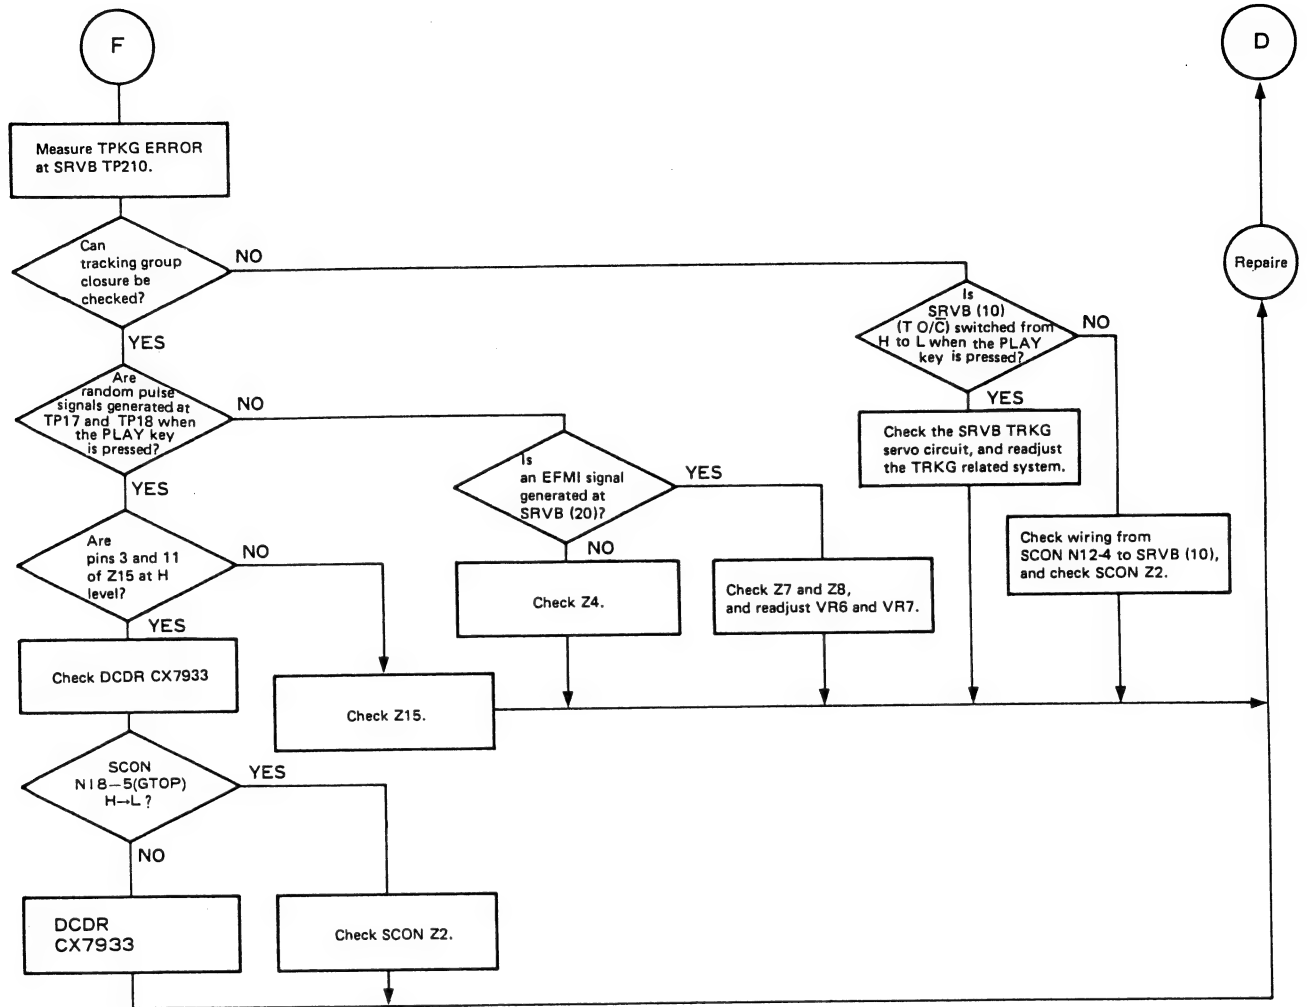 F
D
Measure TPKG ERROR
at SRVB TP210.
Can
tracking group
closure be
checked?
NO
YES
Repaire
Is
SRVB (10)
(T O/C̅) switched from
H to L when the PLAY
key is pressed?
NO
YES
Are
random pulse
signals generated at
TP17 and TP18 when
the PLAY key
is pressed?
NO
YES
Check the SRVB TRKG
servo circuit, and readjust
the TRKG related system.
Is
an EFMI signal
generated at
SRVB (20)?
YES
NO
Check wiring from
SCON N12-4 to SRVB (10),
and check SCON Z2.
Are
pins 3 and 11
of Z15 at H
level?
NO
YES
Check Z4.
Check Z7 and Z8,
and readjust VR6 and VR7.
Check DCDR CX7933
Check Z15.
SCON
N18–5(GTOP)
H→L?
YES
NO
DCDR
CX7933
Check SCON Z2.